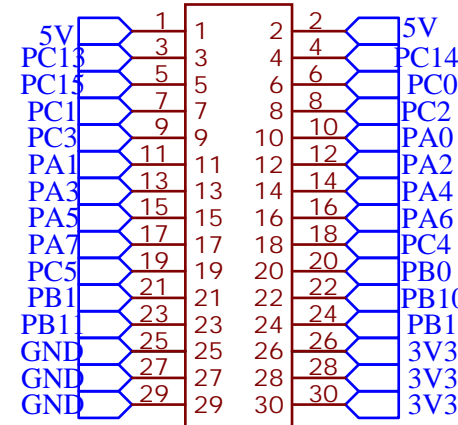 5V 1 1 2 2 5V
PC13 3 3 4 4 PC14
PC15 5 5 6 6 PC0
PC1 7 7 8 8 PC2
PC3 9 9 10 10 PA0
PA1 11 11 12 12 PA2
PA3 13 13 14 14 PA4
PA5 15 15 16 16 PA6
PA7 17 17 18 18 PC4
PC5 19 19 20 20 PB0
PB1 21 21 22 22 PB10
PB11 23 23 24 24 PB1
GND 25 25 26 26 3V3
GND 27 27 28 28 3V3
GND 29 29 30 30 3V3